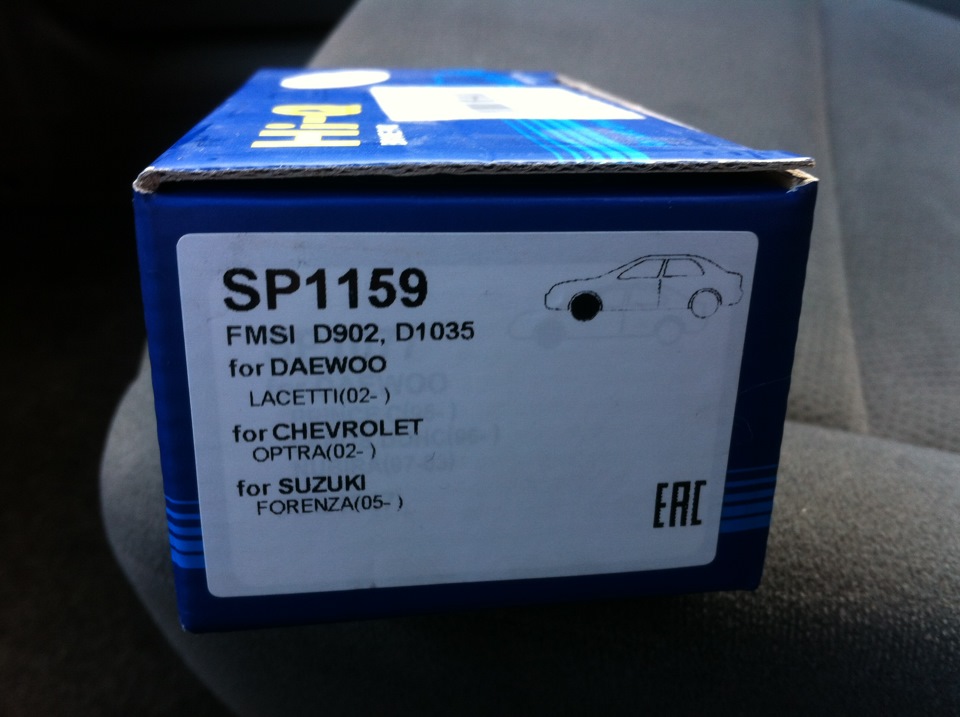 Hi-Q
SP1159
FMSI D902, D1035
for DAEWOO
LACETTI(02- )
for CHEVROLET
OPTRA(02- )
for SUZUKI
FORENZA(05- )
EAC